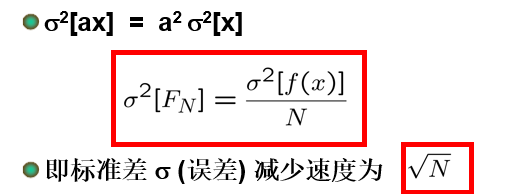 σ²[ax] = a² σ²[x]
σ²[F_N] = σ²[f(x)] / N
即标准差 σ (误差) 减少速度为 √N